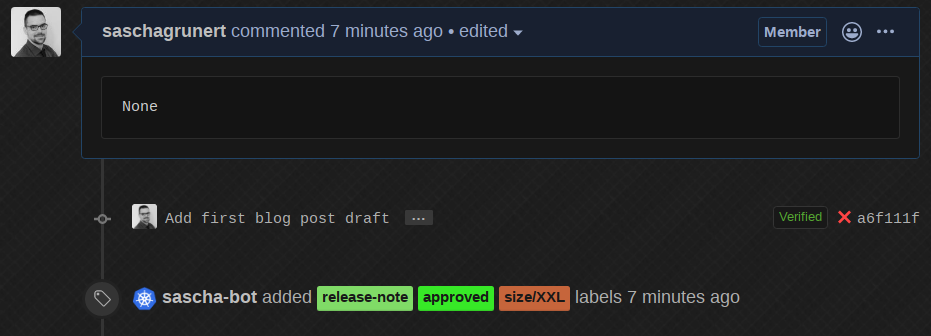 saschagrunert commented 7 minutes ago • edited Member
None
Add first blog post draft … Verified a6f111f
sascha-bot added release-note approved size/XXL labels 7 minutes ago